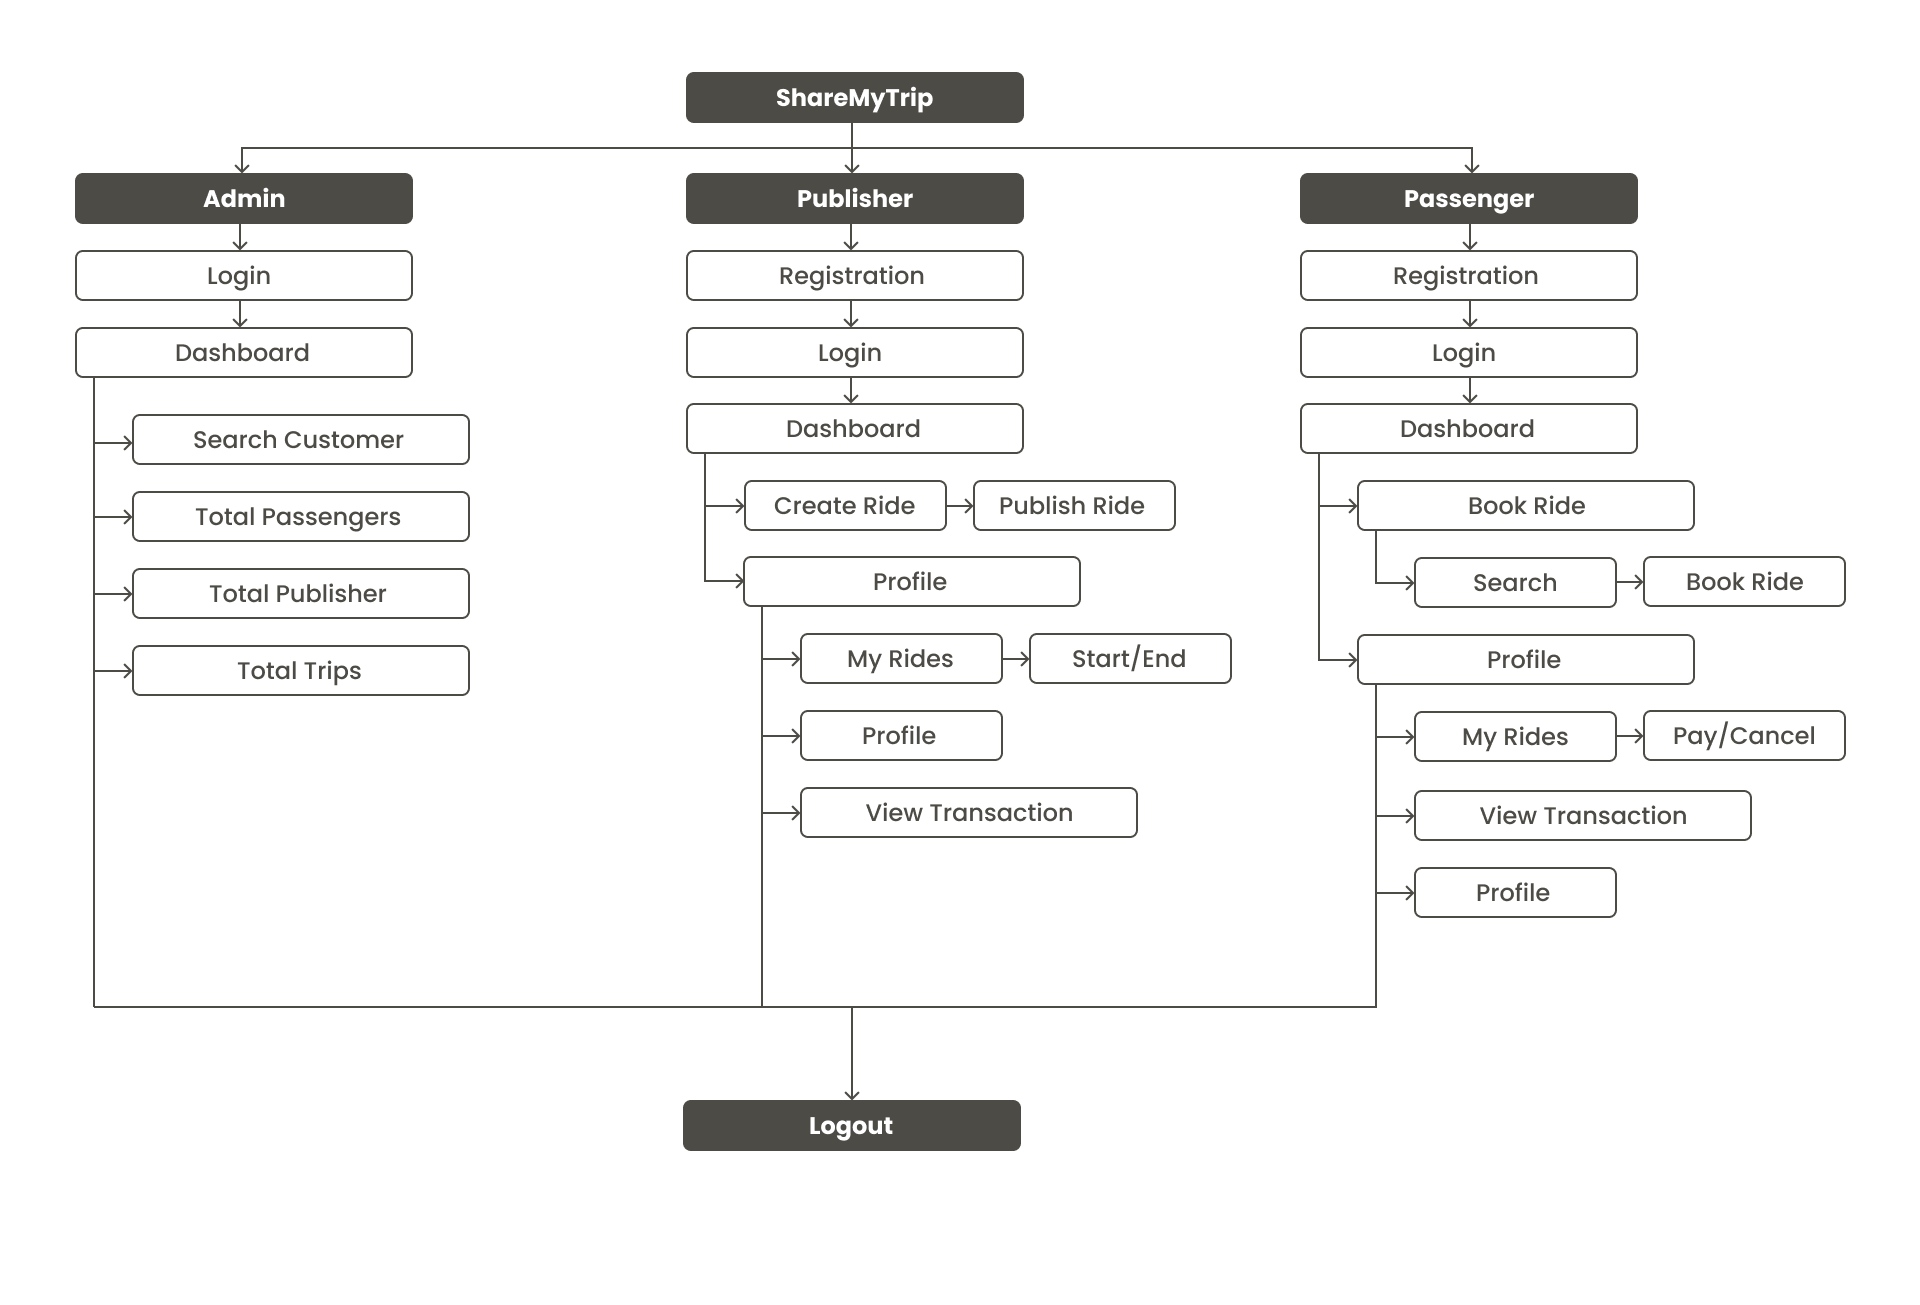 ShareMyTrip
Admin
Login
Dashboard
Search Customer
Total Passengers
Total Publisher
Total Trips
Publisher
Registration
Login
Dashboard
Create Ride
Publish Ride
Profile
My Rides
Start/End
Profile
View Transaction
Passenger
Registration
Login
Dashboard
Book Ride
Search
Book Ride
Profile
My Rides
Pay/Cancel
View Transaction
Profile
Logout